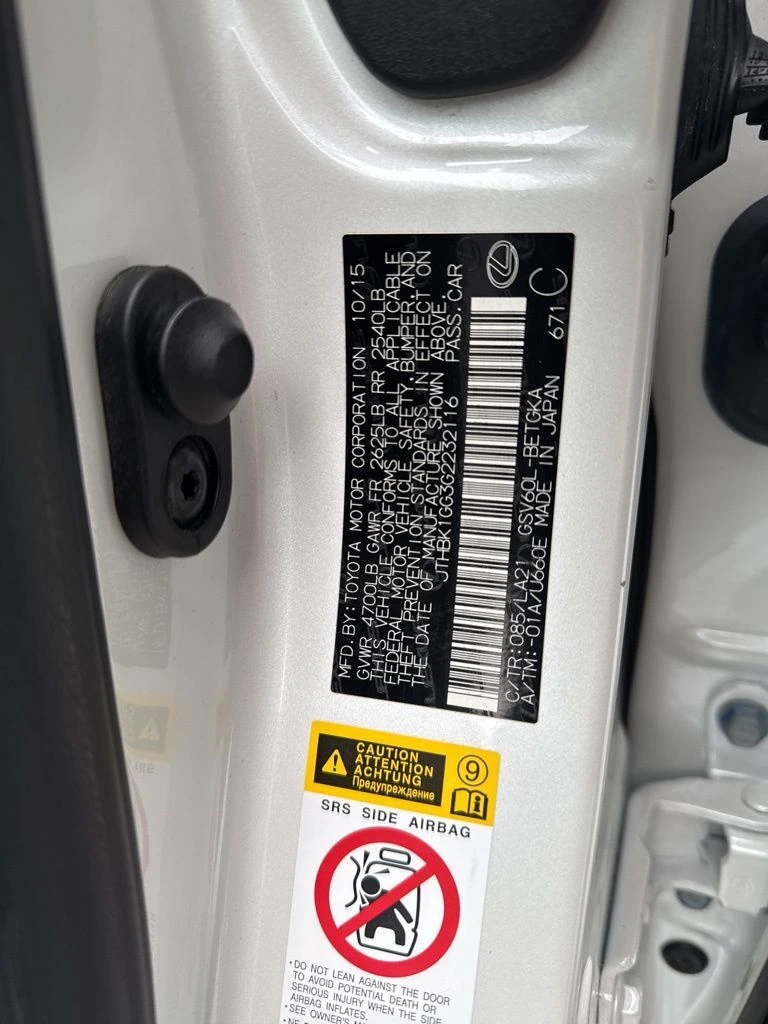 MFD. BY: TOYOTA MOTOR CORPORATION 10/15
GVWR 4700LB GAWR FR 2625LB RR 2540LB
THIS VEHICLE CONFORMS TO ALL APPLICABLE
FEDERAL MOTOR VEHICLE SAFETY, BUMPER, AND
THEFT PREVENTION STANDARDS IN EFFECT ON
THE DATE OF MANUFACTURE SHOWN ABOVE.
JTHBK1GG3G2232116 PASS. CAR
C/TR: 085/LA21 GSV60L-BETGKA
A/TM: -01A/U660E MADE IN JAPAN 671 C
CAUTION
ATTENTION
ACHTUNG
Предупреждение
9
SRS SIDE AIRBAG
•DO NOT LEAN AGAINST THE DOOR
TO AVOID POTENTIAL DEATH OR
SERIOUS INJURY WHEN THE SIDE
AIRBAG INFLATES.
•SEE OWNER'S